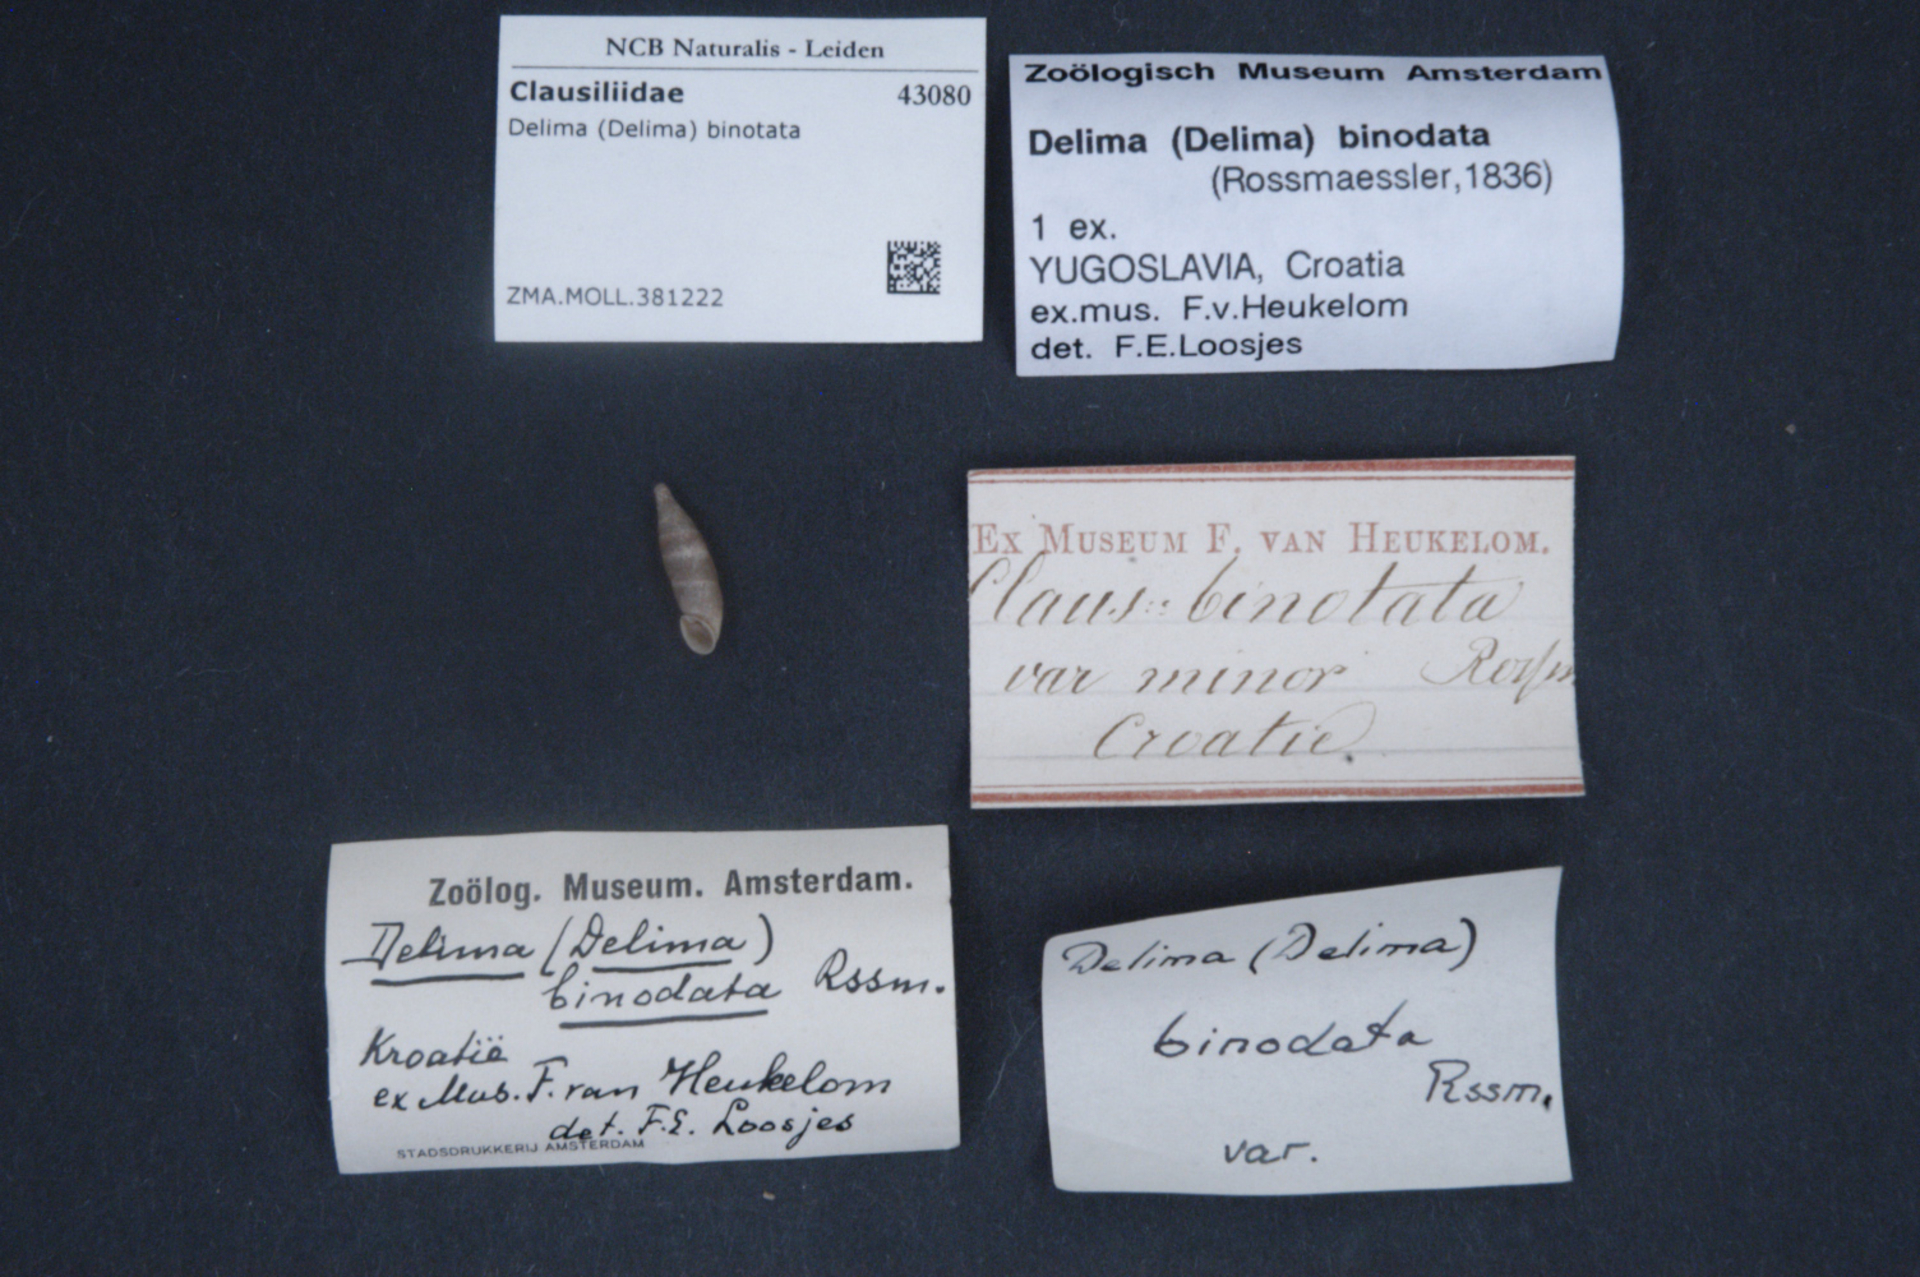 NCB Naturalis - Leiden
Clausiliidae 43080
Delima (Delima) binotata
ZMA.MOLL.381222
Zoölogisch Museum Amsterdam
Delima (Delima) binodata
(Rossmaessler,1836)
1 ex.
YUGOSLAVIA, Croatia
ex.mus. F.v.Heukelom
det. F.E.Loosjes
Ex Museum F. van Heukelom.
Claus:: binotata
var minor Rossm
Croatie.
Zoölog. Museum. Amsterdam.
Delima (Delima)
binodata Rssm.
Kroatië
ex Mus. F. van Heukelom
det. F.E. Loosjes
STADSDRUKKERIJ AMSTERDAM
Delima (Delima)
binodata
Rssm.
var.